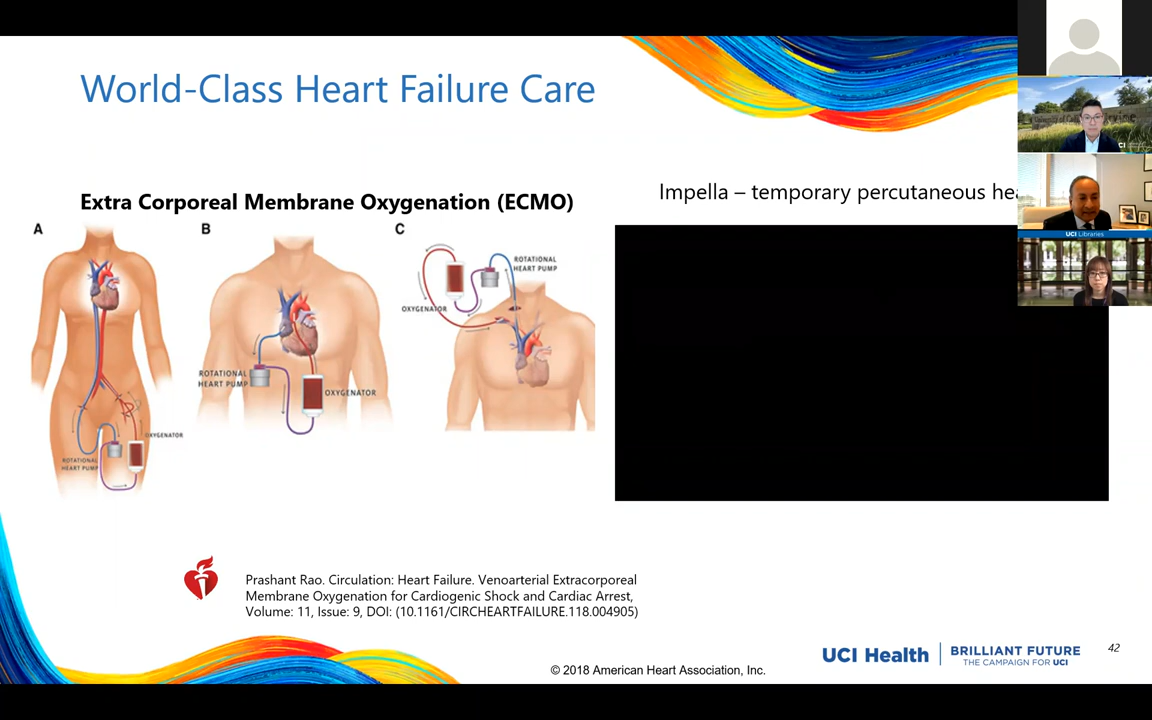 World-Class Heart Failure Care
Extra Corporeal Membrane Oxygenation (ECMO)
Impella – temporary percutaneous hea
A
B
C
ROTATIONAL
HEART PUMP
OXYGENATOR
ROTATIONAL
HEART PUMP
OXYGENATOR
OXYGENATOR
ROTATIONAL
HEART PUMP
UCI
UCI Libraries
Prashant Rao. Circulation: Heart Failure. Venoarterial Extracorporeal
Membrane Oxygenation for Cardiogenic Shock and Cardiac Arrest,
Volume: 11, Issue: 9, DOI: (10.1161/CIRCHEARTFAILURE.118.004905)
© 2018 American Heart Association, Inc.
UCI Health
BRILLIANT FUTURE
THE CAMPAIGN FOR UCI
42